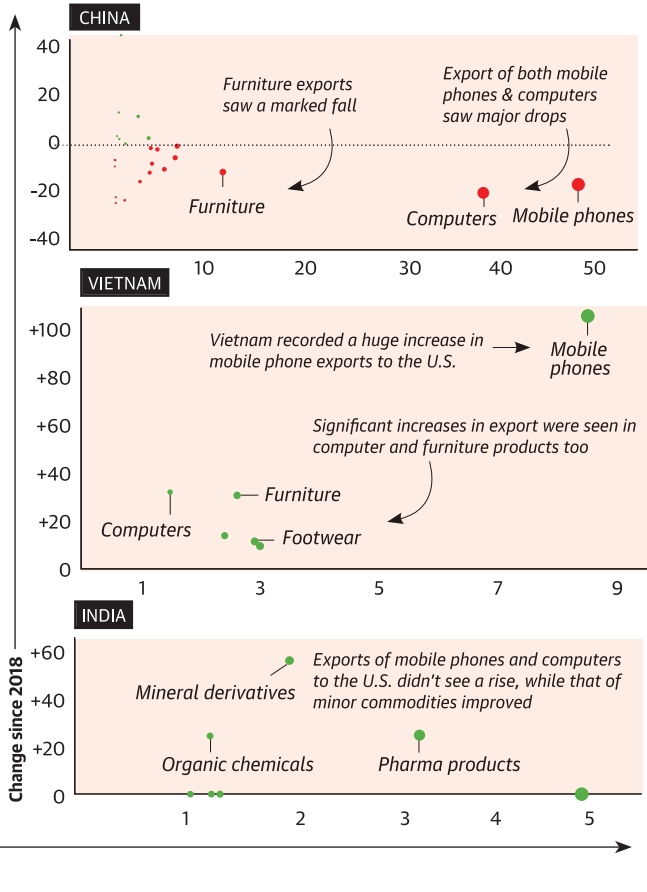 CHINA
40
20
0
-20
-40
Furniture exports
saw a marked fall
Export of both mobile
phones & computers
saw major drops
Furniture
Computers
Mobile phones
10
20
30
40
50
VIETNAM
+100
+80
+60
+40
+20
0
Vietnam recorded a huge increase in
mobile phone exports to the U.S.
Mobile
phones
Significant increases in export were seen in
computer and furniture products too
Furniture
Computers
Footwear
1
3
5
7
9
INDIA
+60
+40
+20
0
Exports of mobile phones and computers
to the U.S. didn't see a rise, while that of
minor commodities improved
Mineral derivatives
Organic chemicals
Pharma products
1
2
3
4
5
Change since 2018